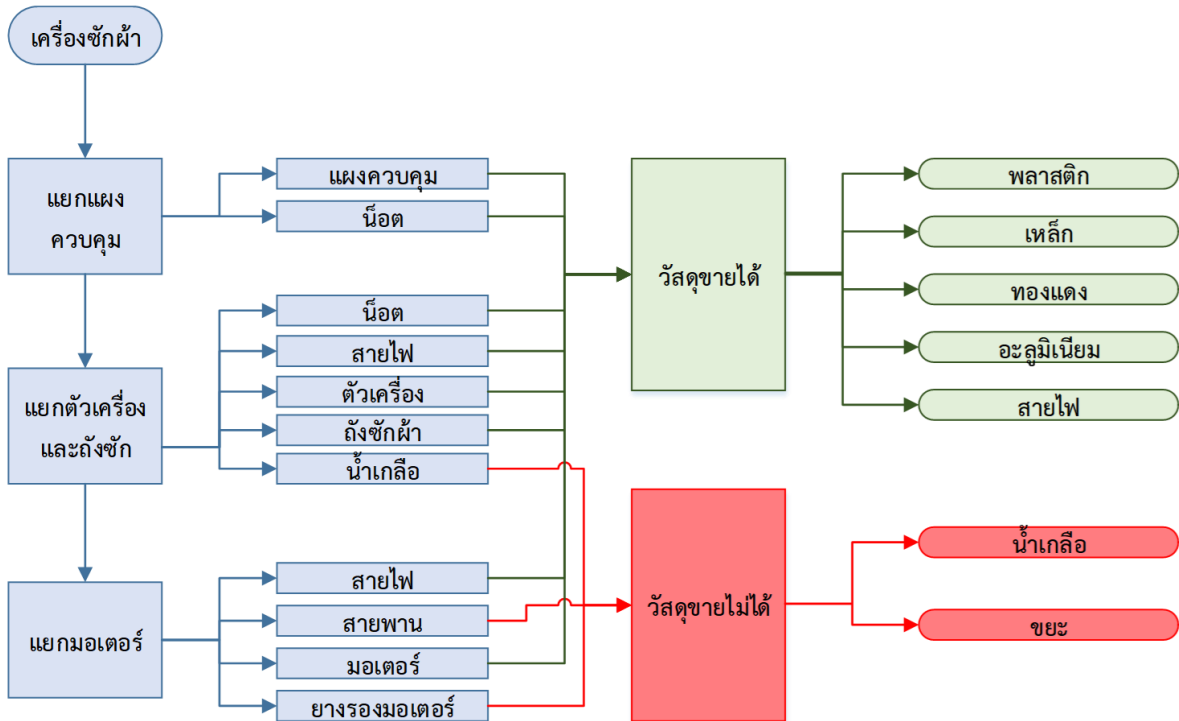 เครื่องซักผ้า
แยกแผง
ควบคุม
แผงควบคุม
น็อต
แยกตัวเครื่อง
และถังซัก
น็อต
สายไฟ
ตัวเครื่อง
ถังซักผ้า
น้ำเกลือ
แยกมอเตอร์
สายไฟ
สายพาน
มอเตอร์
ยางรองมอเตอร์
วัสดุขายได้
พลาสติก
เหล็ก
ทองแดง
อะลูมิเนียม
สายไฟ
วัสดุขายไม่ได้
น้ำเกลือ
ขยะ